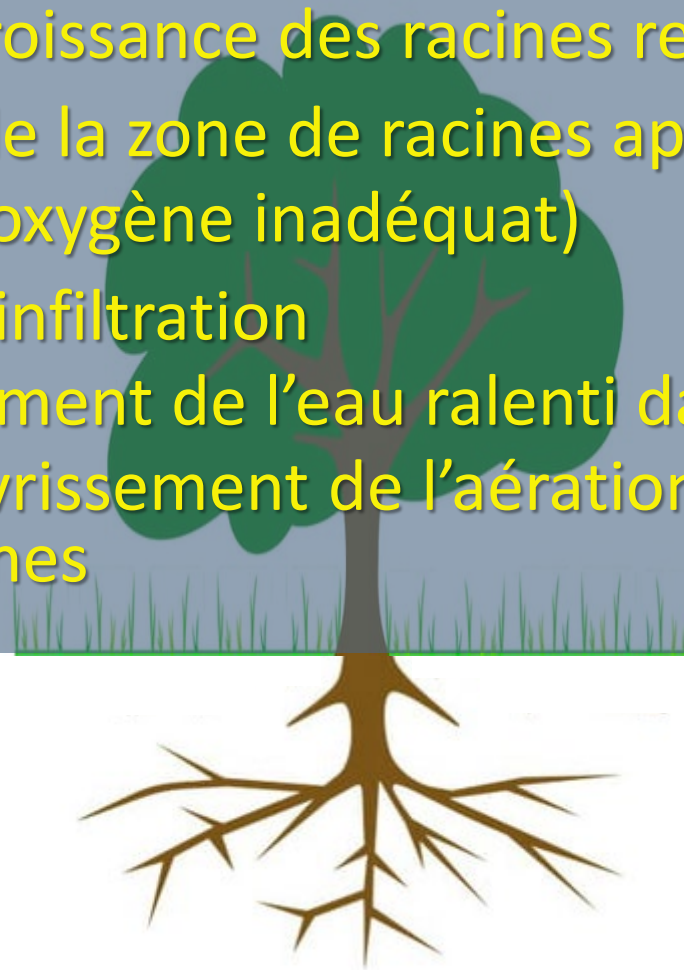 roissance des racines re
e la zone de racines ap
oxygène inadéquat)
infiltration
ment de l’eau ralenti da
vrissement de l’aération
nes